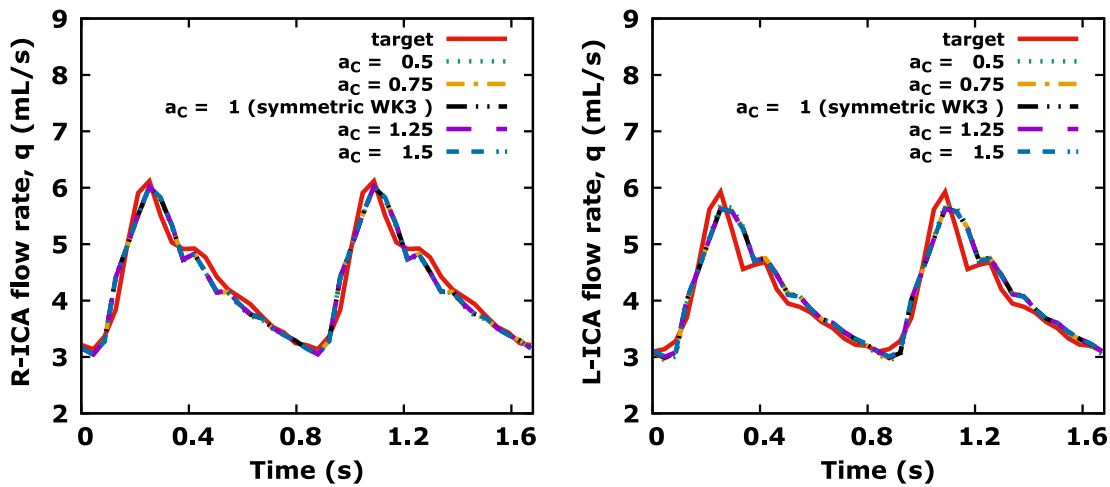 R-ICA flow rate, q (mL/s)
9
8
7
6
5
4
3
2
target
a_C = 0.5
a_C = 0.75
a_C = 1 (symmetric WK3 )
a_C = 1.25
a_C = 1.5
0 0.4 0.8 1.2 1.6
Time (s)
L-ICA flow rate, q (mL/s)
9
8
7
6
5
4
3
2
target
a_C = 0.5
a_C = 0.75
a_C = 1 (symmetric WK3 )
a_C = 1.25
a_C = 1.5
0 0.4 0.8 1.2 1.6
Time (s)